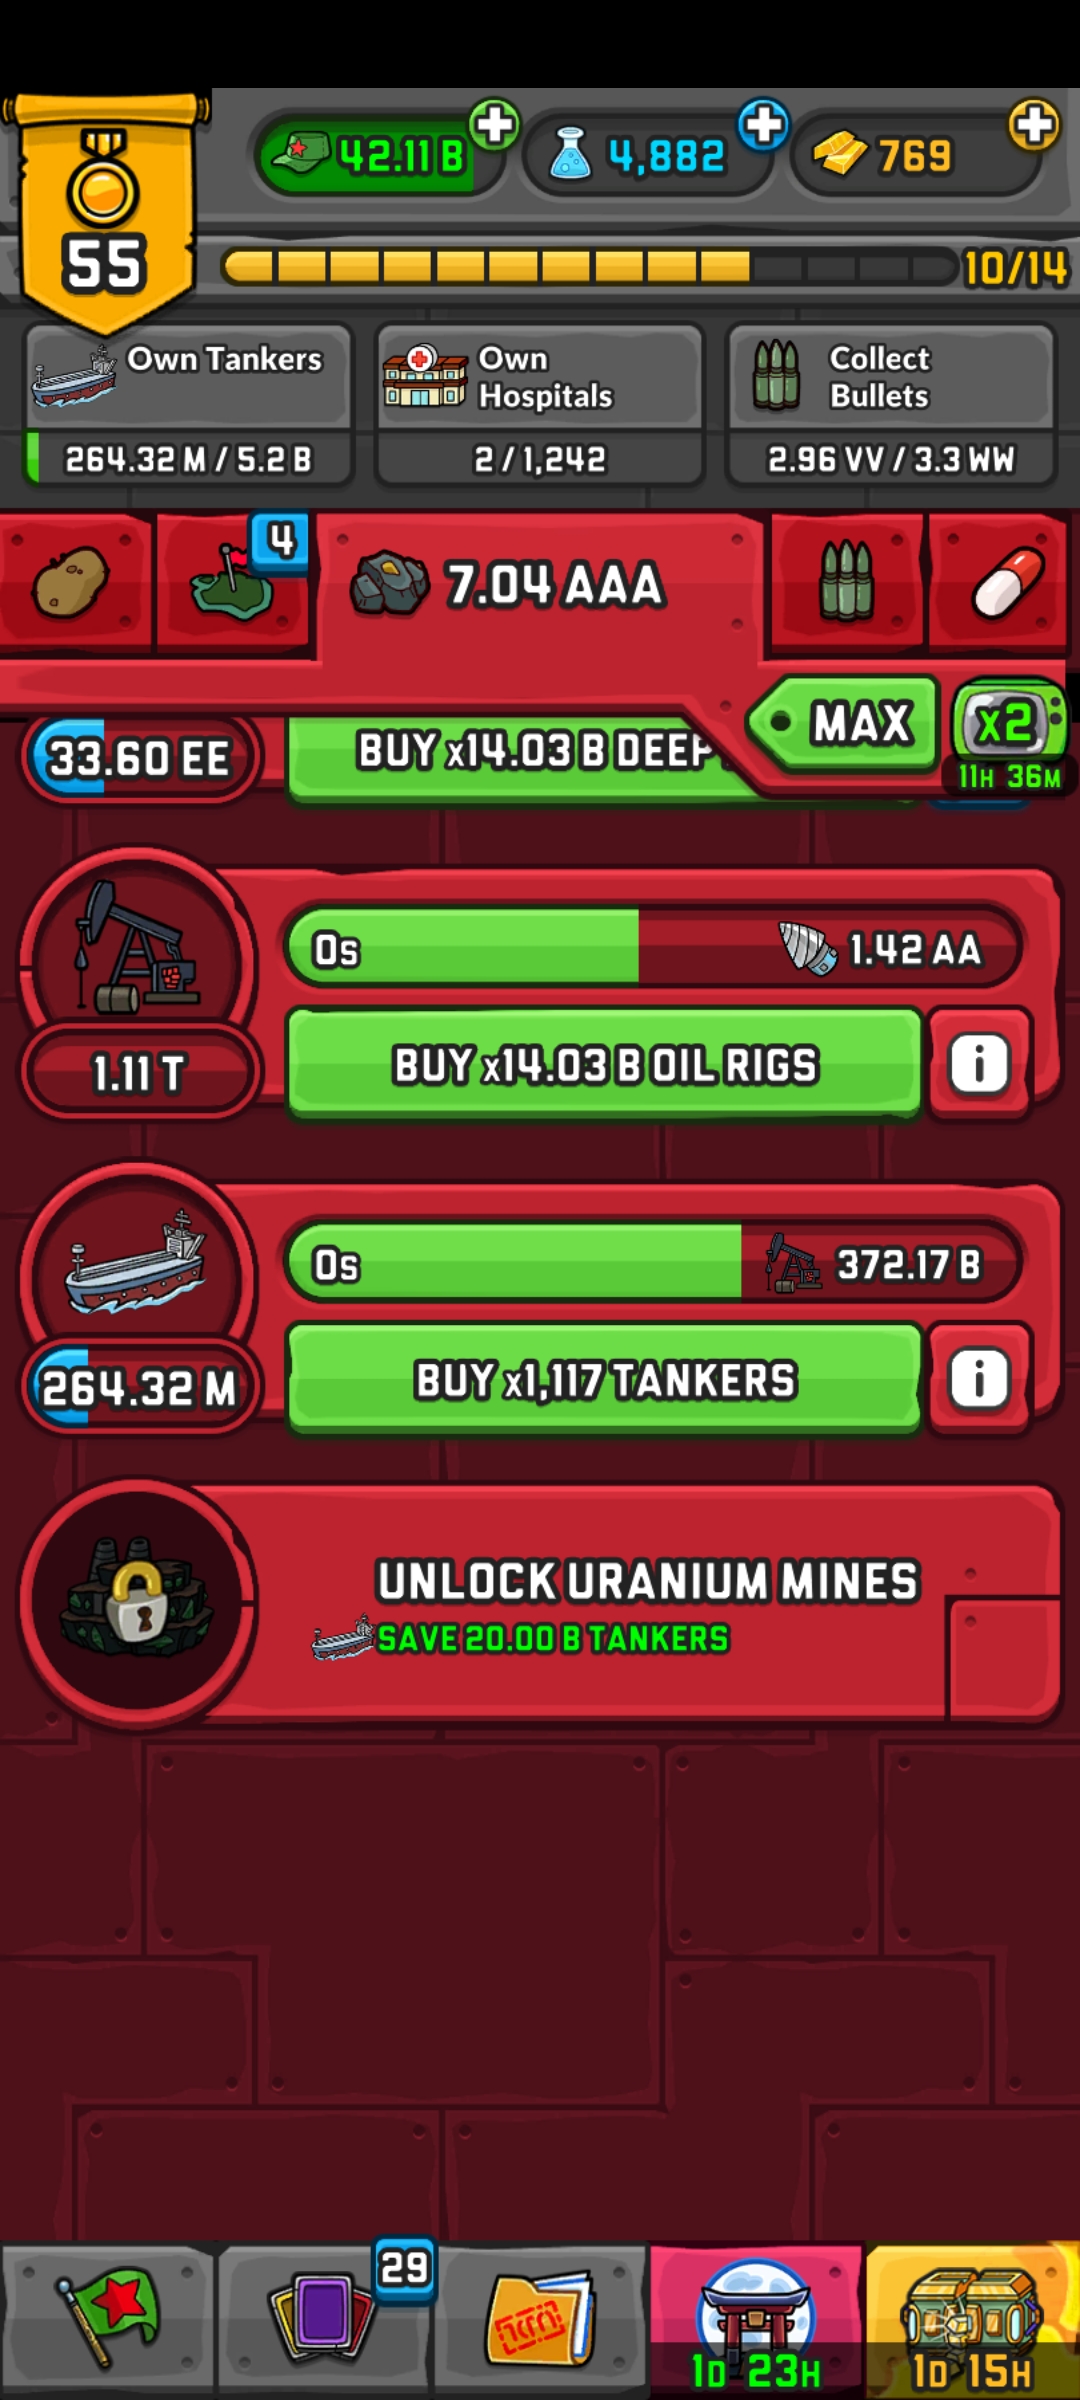 55
42.11 B
4,882
769
10/14
Own Tankers
264.32 M / 5.2 B
Own
Hospitals
2 / 1,242
Collect
Bullets
2.96 VV / 3.3 WW
4
7.04 AAA
MAX
X2
11H 36M
33.60 EE
BUY x14.03 B DEEP
0s
1.42 AA
1.11 T
BUY x14.03 B OIL RIGS
i
0s
372.17 B
264.32 M
BUY x1,117 TANKERS
i
UNLOCK URANIUM MINES
SAVE 20.00 B TANKERS
29
1D 23H
1D 15H